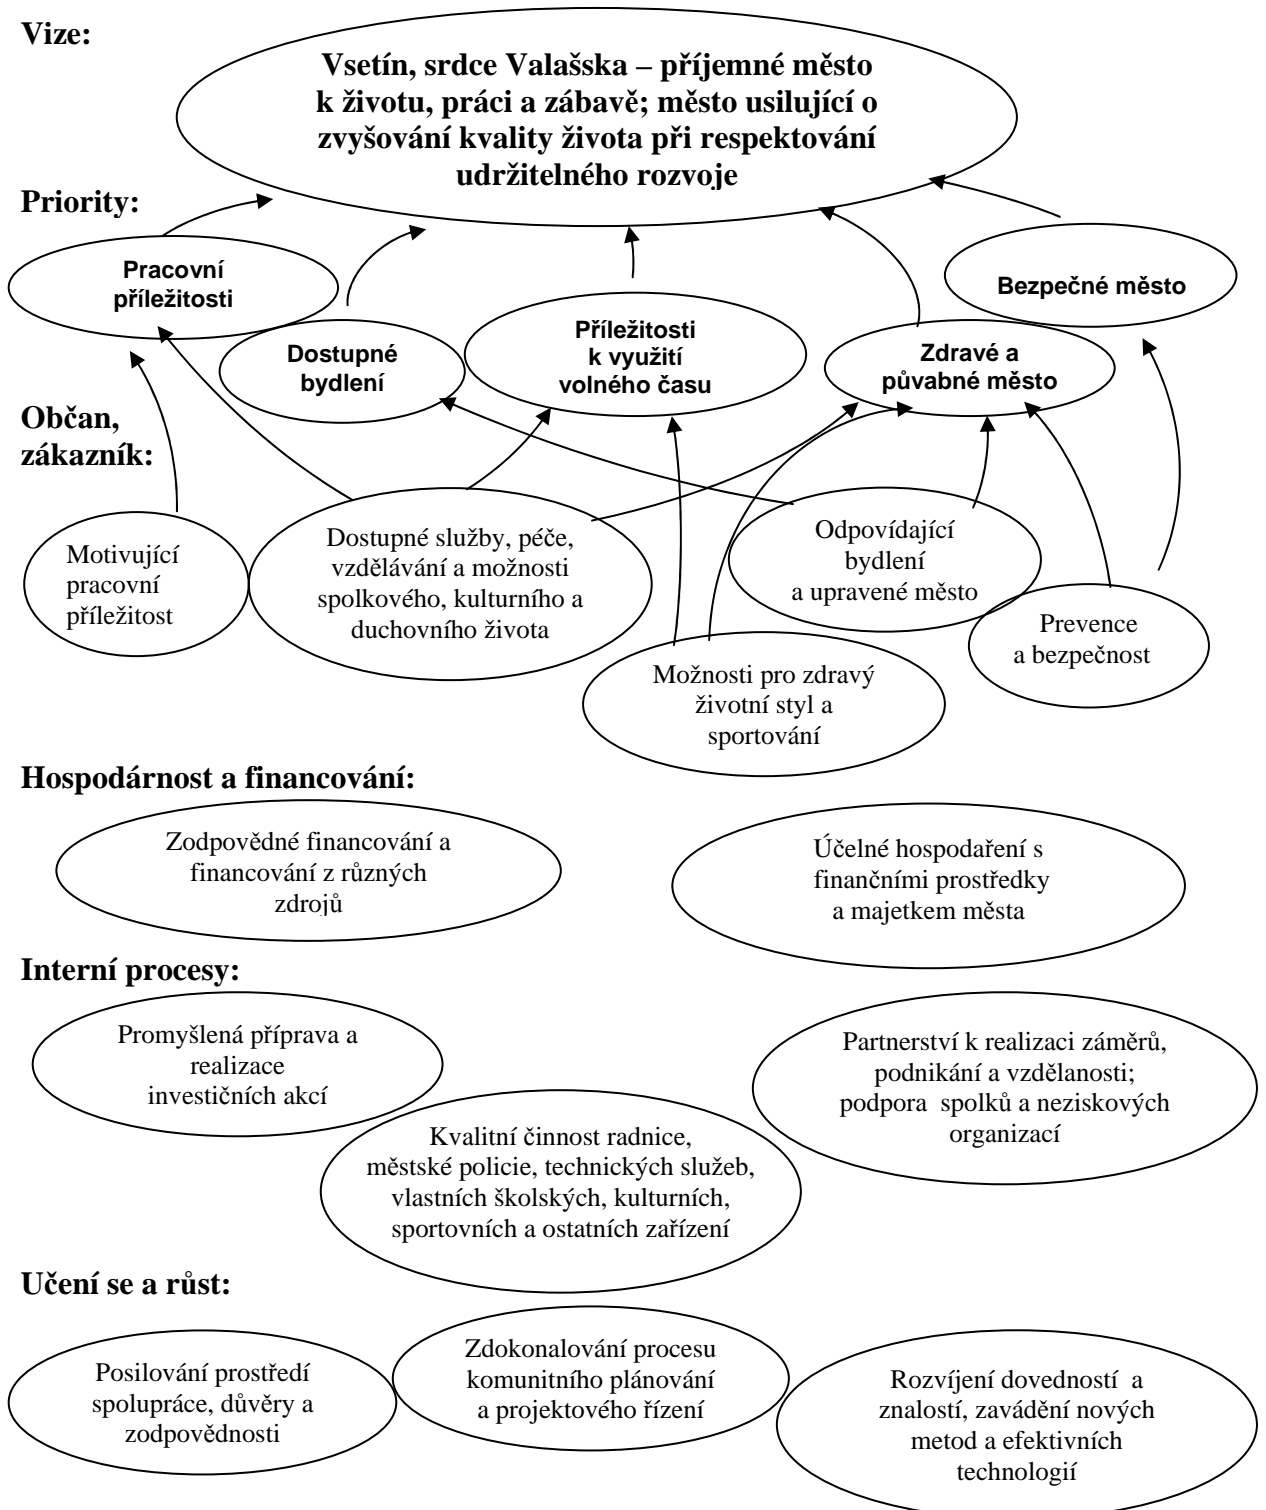 Vize:
Vsetín, srdce Valašska – příjemné město
k životu, práci a zábavě; město usilující o
zvyšování kvality života při respektování
udržitelného rozvoje
Priority:
Pracovní
příležitosti
Dostupné
bydlení
Příležitosti
k využití
volného času
Zdravé a
půvabné město
Bezpečné město
Občan,
zákazník:
Motivující
pracovní
příležitost
Dostupné služby, péče,
vzdělávání a možnosti
spolkového, kulturního a
duchovního života
Možnosti pro zdravý
životní styl a
sportování
Odpovídající
bydlení
a upravené město
Prevence
a bezpečnost
Hospodárnost a financování:
Zodpovědné financování a
financování z různých
zdrojů
Účelné hospodaření s
finančními prostředky
a majetkem města
Interní procesy:
Promyšlená příprava a
realizace
investičních akcí
Kvalitní činnost radnice,
městské policie, technických služeb,
vlastních školských, kulturních,
sportovních a ostatních zařízení
Partnerství k realizaci záměrů,
podnikání a vzdělanosti;
podpora  spolků a neziskových
organizací
Učení se a růst:
Posilování prostředí
spolupráce, důvěry a
zodpovědnosti
Zdokonalování procesu
komunitního plánování
a projektového řízení
Rozvíjení dovedností  a
znalostí, zavádění nových
metod a efektivních
technologií